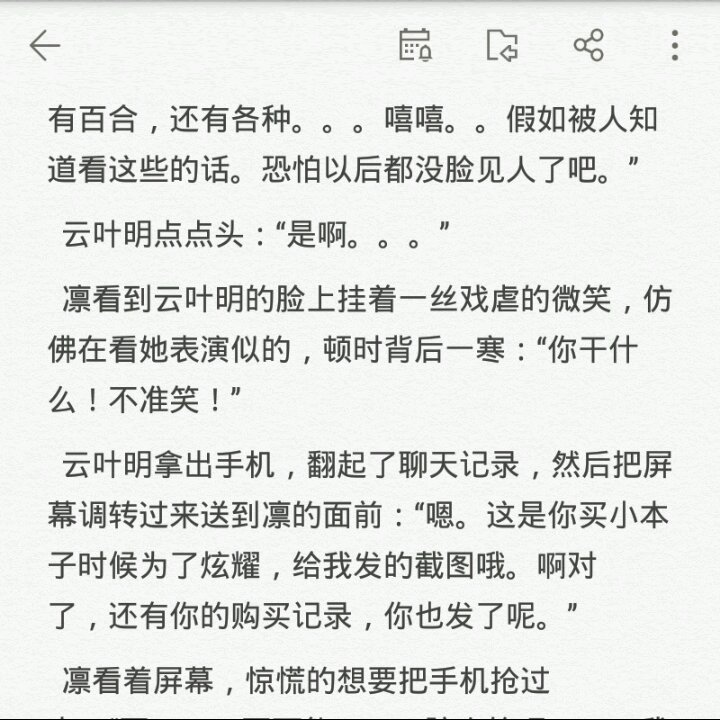 有百合，还有各种。。。嘻嘻。。假如被人知
道看这些的话。恐怕以后都没脸见人了吧。”
云叶明点点头：“是啊。。。”
凛看到云叶明的脸上挂着一丝戏虐的微笑，仿
佛在看她表演似的，顿时背后一寒：“你干什
么！不准笑！”
云叶明拿出手机，翻起了聊天记录，然后把屏
幕调转过来送到凛的面前：“嗯。这是你买小本
子时候为了炫耀，给我发的截图哦。啊对
了，还有你的购买记录，你也发了呢。”
凛看着屏幕，惊慌的想要把手机抢过